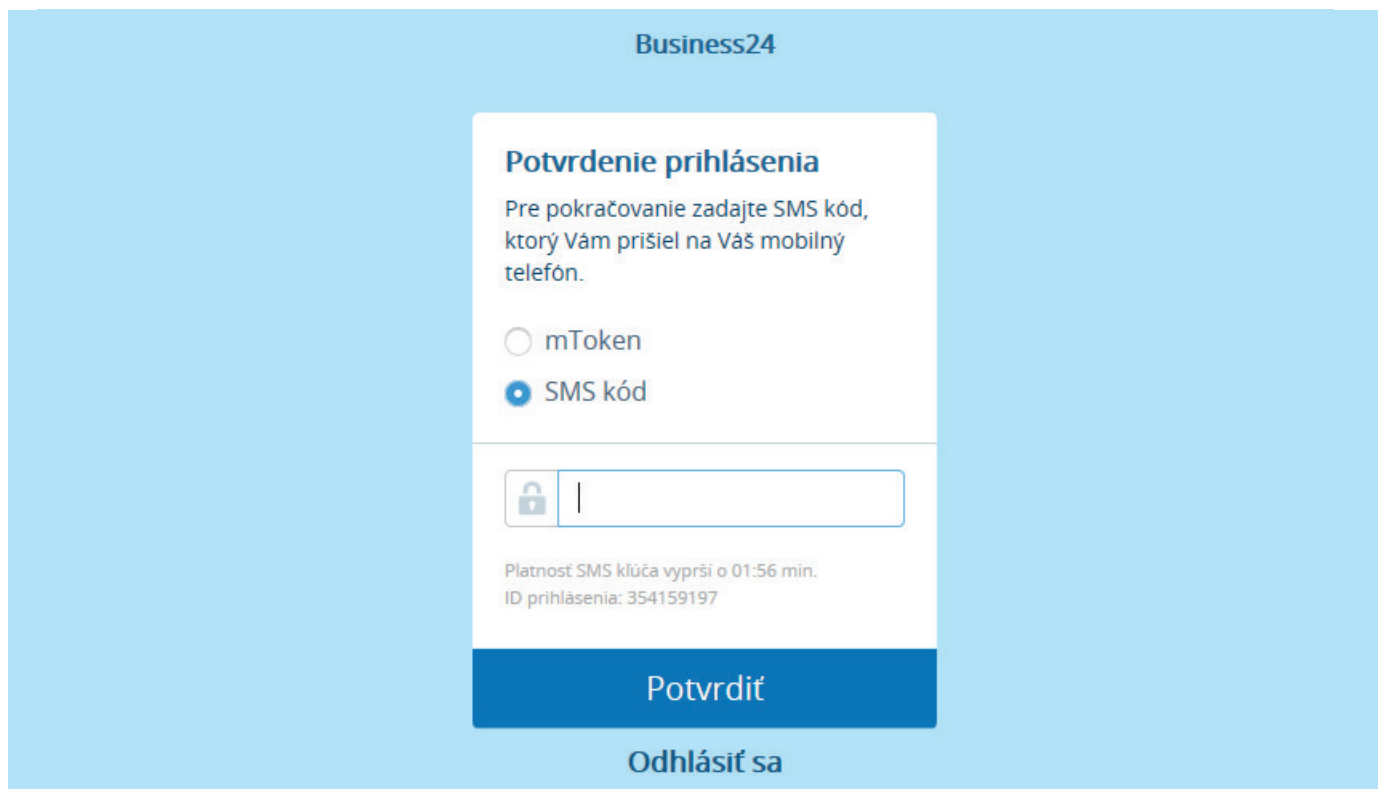 Business24
Potvrdenie prihlásenia
Pre pokračovanie zadajte SMS kód,
ktorý Vám prišiel na Váš mobilný
telefón.
mToken
SMS kód
Platnosť SMS kľúča vyprší o 01:56 min.
ID prihlásenia: 354159197
Potvrdiť
Odhlásiť sa